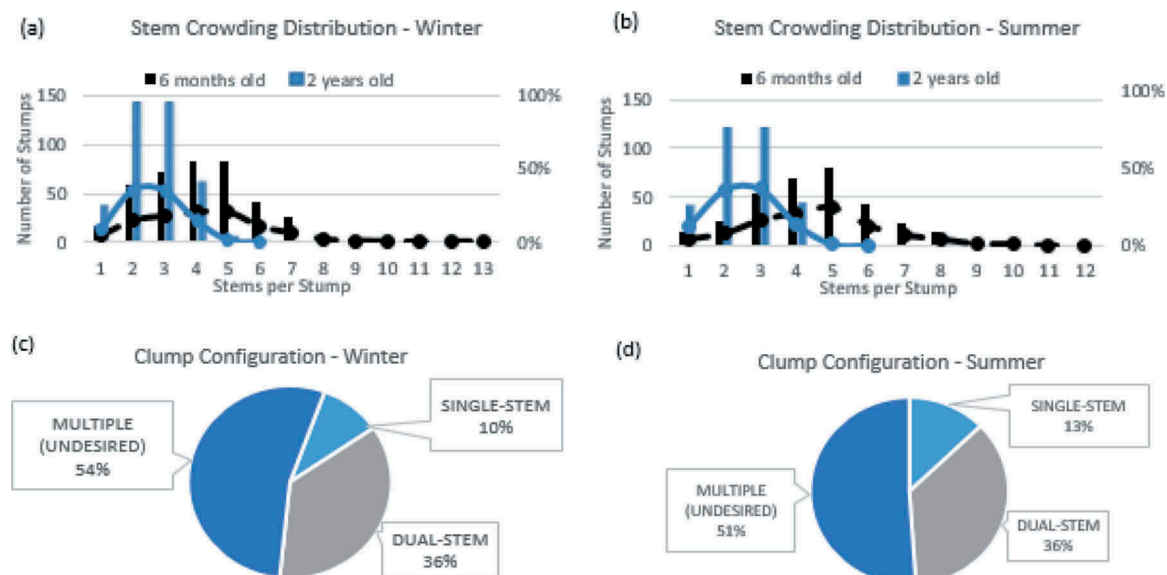 (a)
Stem Crowding Distribution - Winter
6 months old
2 years old
Number of Stumps
150
100
50
0
100%
50%
0%
1 2 3 4 5 6 7 8 9 10 11 12 13
Stems per Stump
(b)
Stem Crowding Distribution - Summer
6 months old
2 years old
Number of Stumps
150
100
50
0
100%
50%
0%
1 2 3 4 5 6 7 8 9 10 11 12
Stems per Stump
(c)
Clump Configuration - Winter
MULTIPLE
(UNDESIRED)
54%
SINGLE-STEM
10%
DUAL-STEM
36%
(d)
Clump Configuration - Summer
SINGLE-STEM
13%
MULTIPLE
(UNDESIRED)
51%
DUAL-STEM
36%